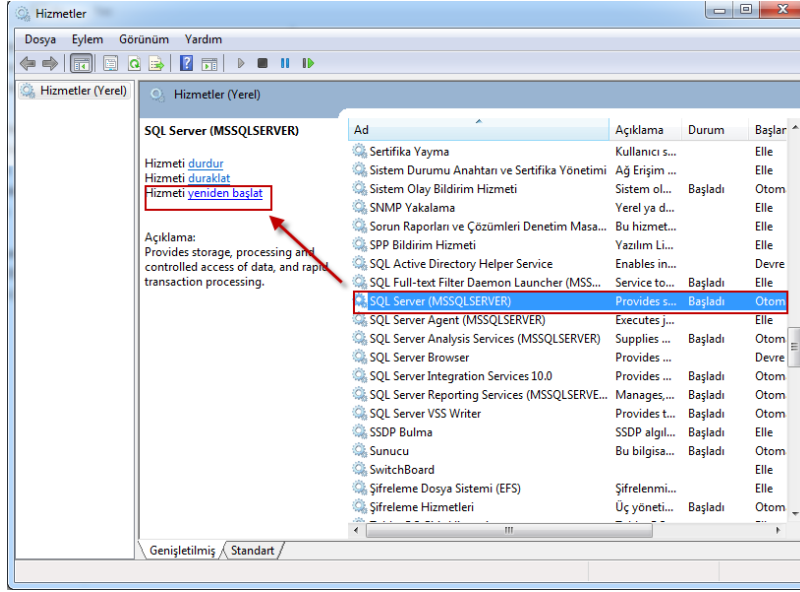 Hizmetler
Dosya Eylem Görünüm Yardım
Hizmetler (Yerel)
Hizmetler (Yerel)
SQL Server (MSSQLSERVER)
Hizmeti durdur
Hizmeti duraklat
Hizmeti yeniden başlat
Açıklama:
Provides storage, processing and
controlled access of data, and rapid
transaction processing.
Ad Açıklama Durum Başlar
Sertifika Yayma Kullanıcı s... Elle
Sistem Durumu Anahtarı ve Sertifika Yönetimi Ağ Erişim ... Elle
Sistem Olay Bildirim Hizmeti Sistem ol... Başladı Otom
SNMP Yakalama Yerel ya d... Elle
Sorun Raporları ve Çözümleri Denetim Masa... Bu hizmet... Elle
SPP Bildirim Hizmeti Yazılım Li... Elle
SQL Active Directory Helper Service Enables in... Devre
SQL Full-text Filter Daemon Launcher (MSS... Service to... Başladı Elle
SQL Server (MSSQLSERVER) Provides s... Başladı Otom
SQL Server Agent (MSSQLSERVER) Executes j... Elle
SQL Server Analysis Services (MSSQLSERVER) Supplies ... Başladı Otom
SQL Server Browser Provides ... Devre
SQL Server Integration Services 10.0 Provides ... Başladı Otom
SQL Server Reporting Services (MSSQLSERVE... Manages,... Başladı Otom
SQL Server VSS Writer Provides t... Başladı Otom
SSDP Bulma SSDP algıl... Başladı Elle
Sunucu Bu bilgisa... Başladı Otom
SwitchBoard Elle
Şifreleme Dosya Sistemi (EFS) Şifrelenmi... Elle
Şifreleme Hizmetleri Üç yöneti... Başladı Otom
Genişletilmiş Standart